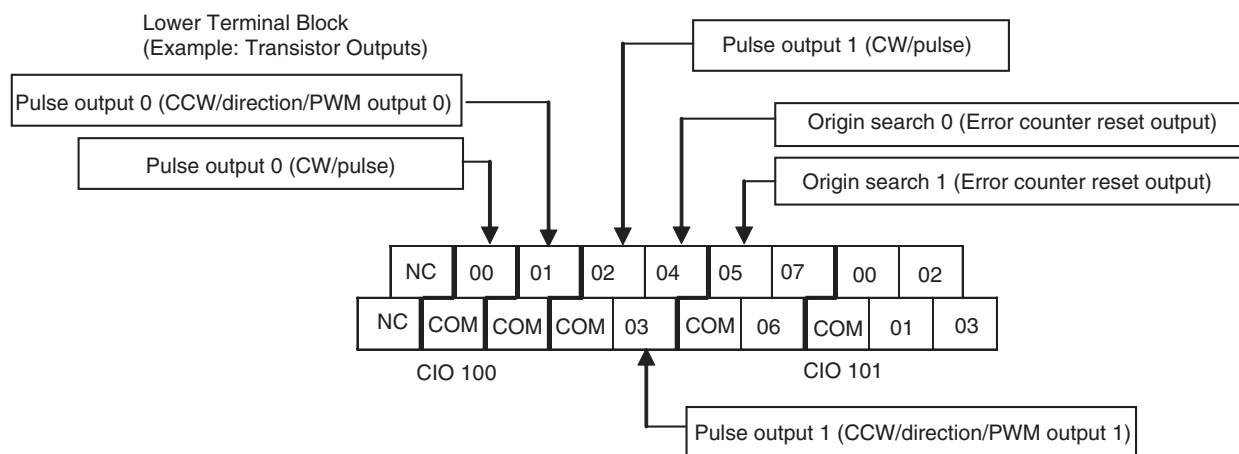 Lower Terminal Block
(Example: Transistor Outputs)
Pulse output 1 (CW/pulse)
Pulse output 0 (CCW/direction/PWM output 0)
Origin search 0 (Error counter reset output)
Pulse output 0 (CW/pulse)
Origin search 1 (Error counter reset output)
NC 00 01 02 04 05 07 00 02
NC COM COM COM 03 COM 06 COM 01 03
CIO 100 CIO 101
Pulse output 1 (CCW/direction/PWM output 1)